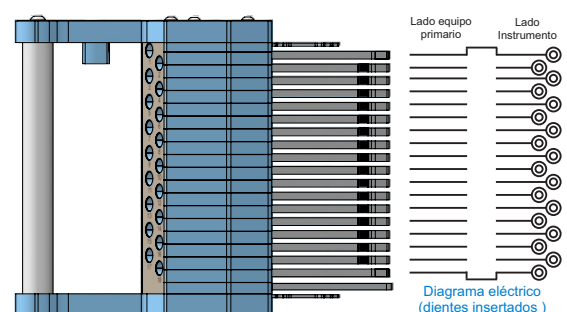 Lado equipo
primario
Lado
Instrumento
Diagrama eléctrico
(dientes insertados )